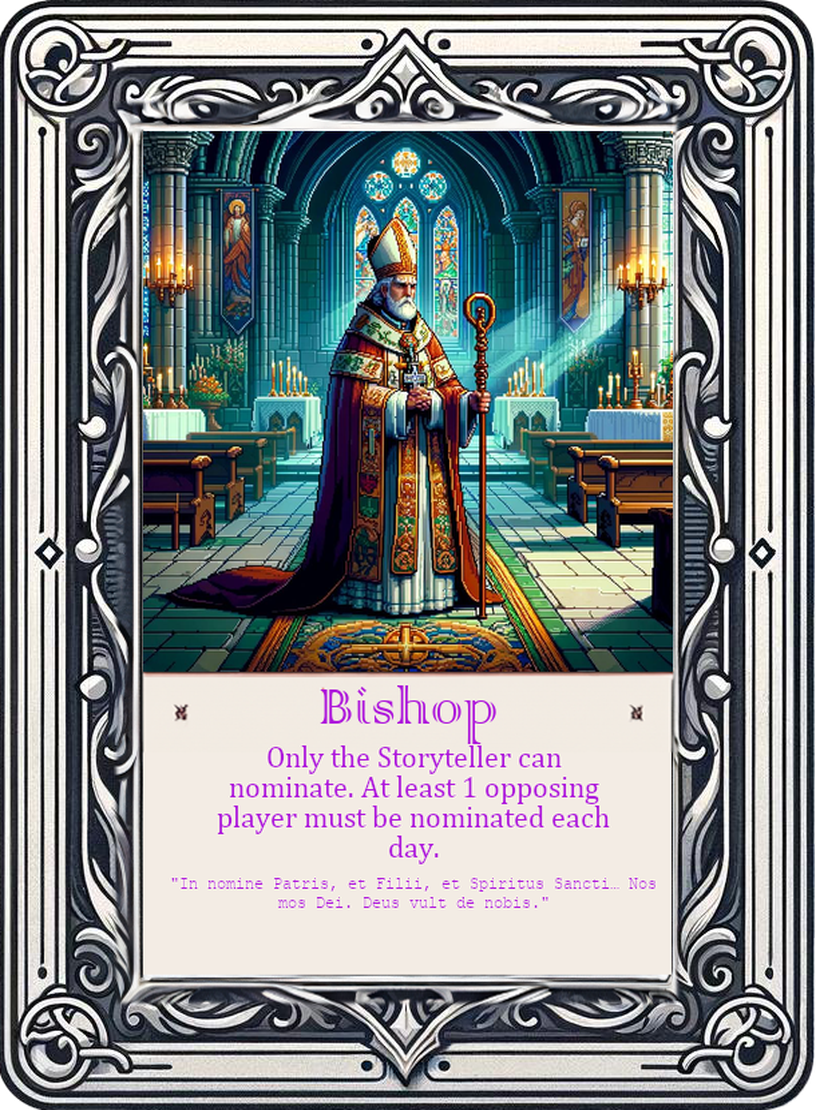 Bishop
Only the Storyteller can
nominate. At least 1 opposing
player must be nominated each
day.
"In nomine Patris, et Filii, et Spiritus Sancti… Nos
mos Dei. Deus vult de nobis."